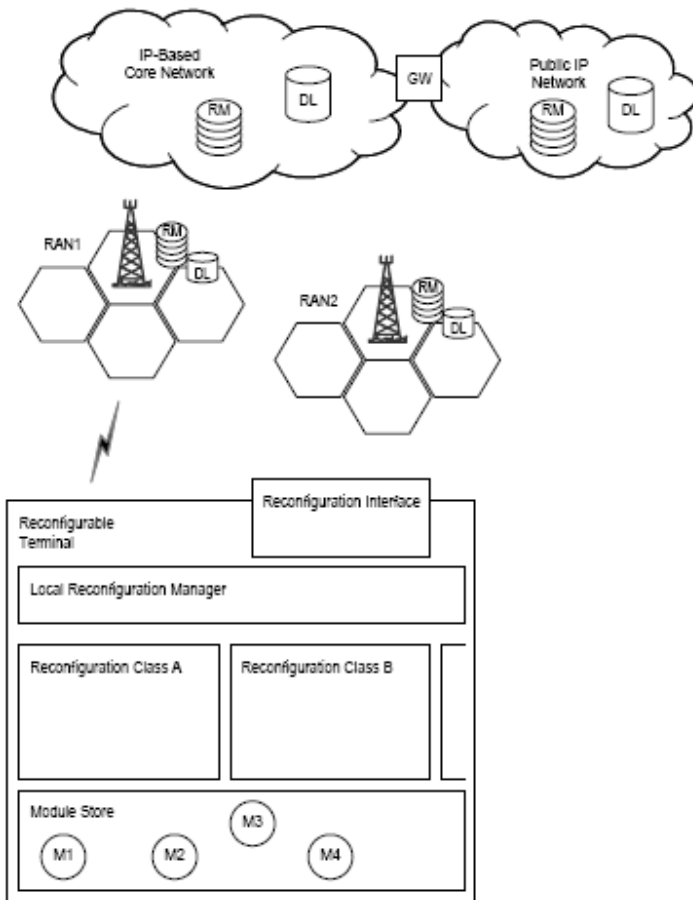 IP-Based
Core Network
DL
RM
GW
Public IP
Network
DL
RM
RAN1
RM
DL
RAN2
RM
DL
Reconfiguration Interface
Reconfigurable
Terminal
Local Reconfiguration Manager
Reconfiguration Class A
Reconfiguration Class B
Module Store
M1
M2
M3
M4